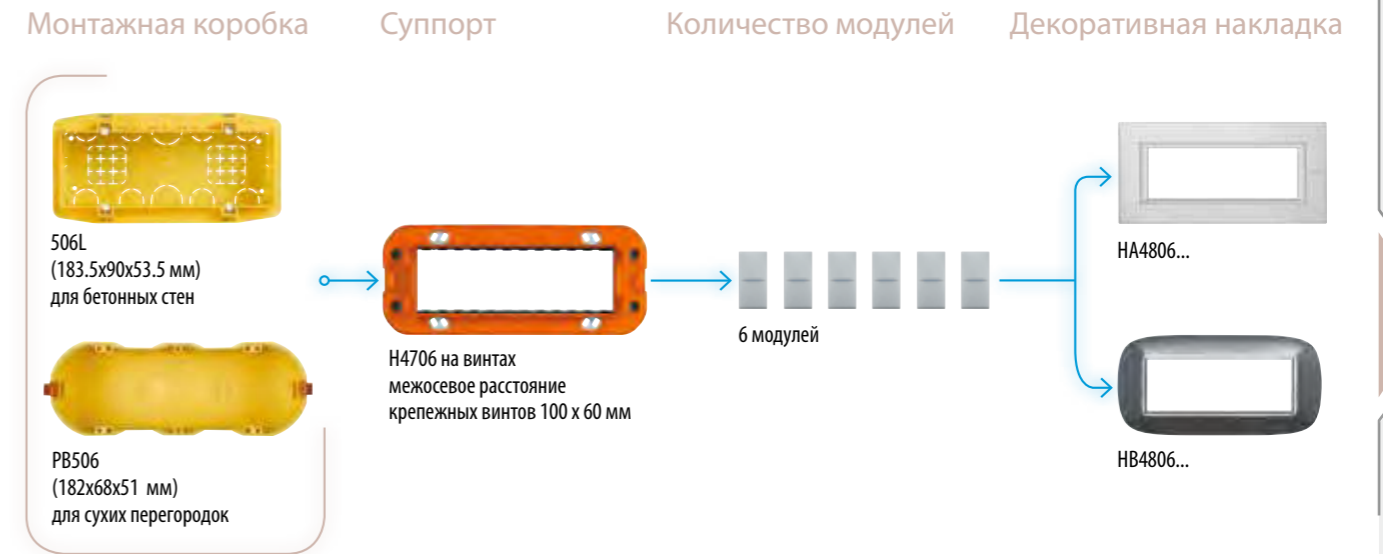 Монтажная коробка
Суппорт
Количество модулей
Декоративная накладка
506L
(183.5x90x53.5 мм)
для бетонных стен
PB506
(182x68x51 мм)
для сухих перегородок
H4706 на винтах
межосевое расстояние
крепежных винтов 100 x 60 мм
6 модулей
HA4806...
HB4806...